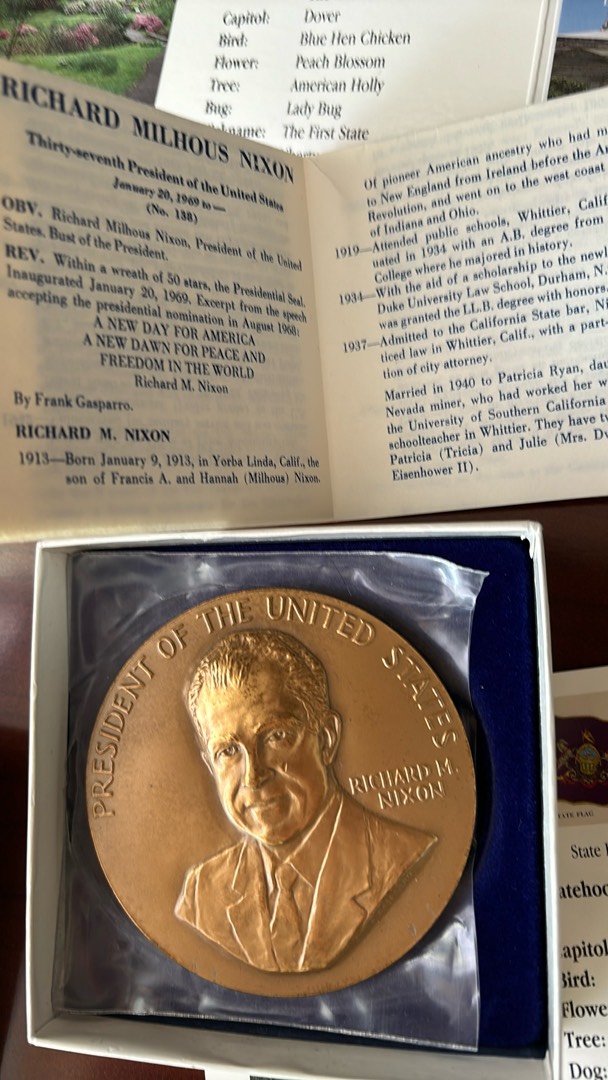 Capitol: Dover
Bird: Blue Hen Chicken
Flower: Peach Blossom
Tree: American Holly
Bug: Lady Bug
name: The First State
RICHARD MILHOUS NIXON
Thirty-seventh President of the United States
January 20, 1969 to—
(No. 138)
OBV. Richard Milhous Nixon, President of the United
States. Bust of the President.
REV. Within a wreath of 50 stars, the Presidential Seal.
Inaugurated January 20, 1969. Excerpt from the speech
accepting the presidential nomination in August 1968:
A NEW DAY FOR AMERICA
A NEW DAWN FOR PEACE AND
FREEDOM IN THE WORLD
Richard M. Nixon
By Frank Gasparro.
RICHARD M. NIXON
1913—Born January 9, 1913, in Yorba Linda, Calif., the
son of Francis A. and Hannah (Milhous) Nixon.
Of pioneer American ancestry who had m
to New England from Ireland before the A
Revolution, and went on to the west coast
of Indiana and Ohio.
1919—Attended public schools, Whittier, Calif
nated in 1934 with an A.B. degree from
College where he majored in history.
1934—With the aid of a scholarship to the newl
Duke University Law School, Durham, N.
was granted the LL.B. degree with honors.
1937—Admitted to the California State bar, N
ticed law in Whittier, Calif., with a part
tion of city attorney.
Married in 1940 to Patricia Ryan, dau
Nevada miner, who had worked her w
the University of Southern California
schoolteacher in Whittier. They have tw
Patricia (Tricia) and Julie (Mrs. Dw
Eisenhower II).
PRESIDENT OF THE UNITED STATES
RICHARD M.
NIXON
TATE FLAG
State
atehoo
apitol
Bird:
Flowe
Tree:
Dog: